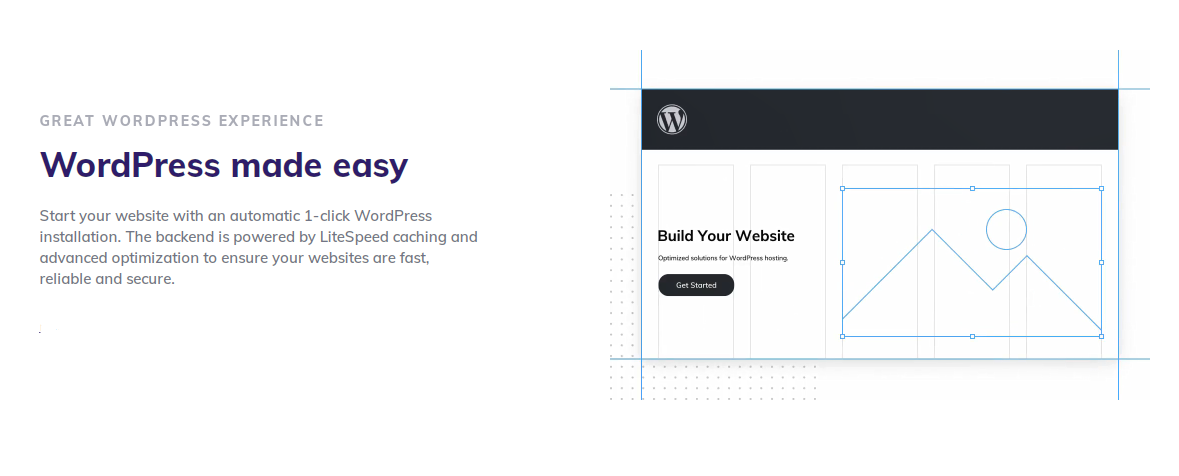 GREAT WORDPRESS EXPERIENCE
WordPress made easy
Start your website with an automatic 1-click WordPress
installation. The backend is powered by LiteSpeed caching and
advanced optimization to ensure your websites are fast,
reliable and secure.
Build Your Website
Optimized solutions for WordPress hosting.
Get Started